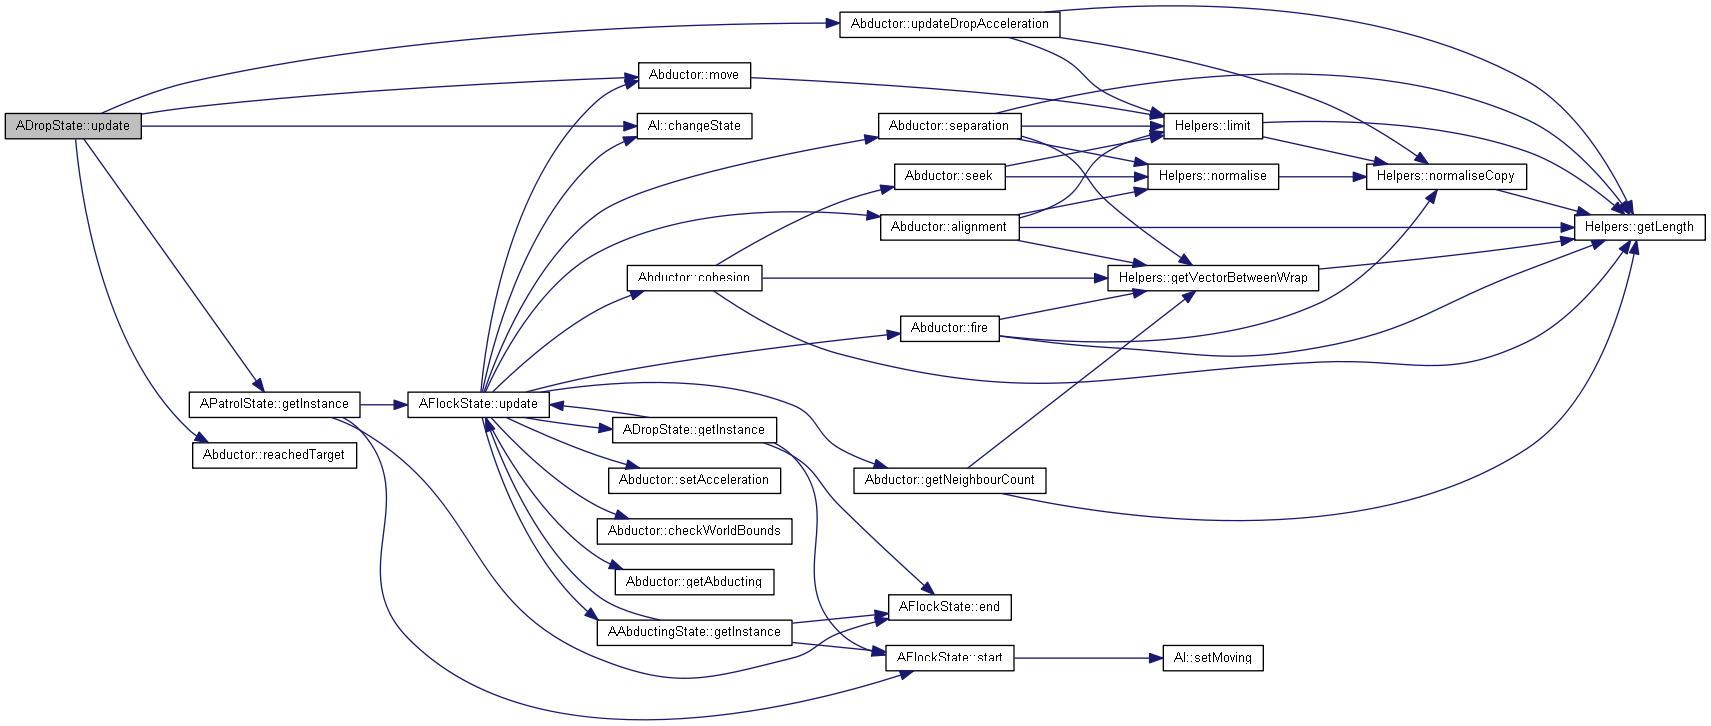 Abductor::updateDropAcceleration
Abductor::move
ADropState::update
AI::changeState
Abductor::separation
Helpers::limit
Abductor::seek
Helpers::normalise
Helpers::normaliseCopy
Abductor::alignment
Helpers::getLength
Abductor::cohesion
Helpers::getVectorBetweenWrap
Abductor::fire
APatrolState::getInstance
AFlockState::update
ADropState::getInstance
Abductor::reachedTarget
Abductor::setAcceleration
Abductor::getNeighbourCount
Abductor::checkWorldBounds
Abductor::getAbducting
AFlockState::end
AAbductingState::getInstance
AFlockState::start
AI::setMoving